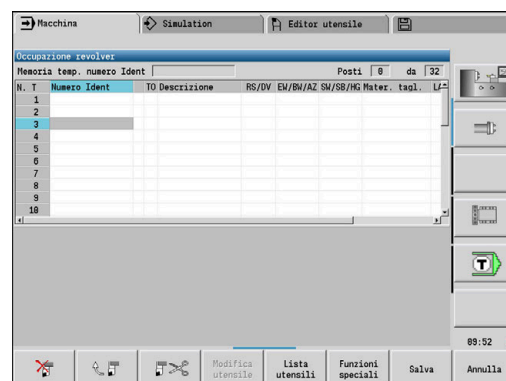 Macchina Simulation Editor utensile
Occupazione revolver
Memoria temp. numero Ident Posti 0 da 32
N. T Numero Ident TO Descrizione RS/DV EW/BW/AZ SW/SB/HG Mater. tagl.
1
2
3
4
5
6
7
8
9
10
T
09:52
Modifica utensile
Lista utensili
Funzioni speciali
Salva
Annulla